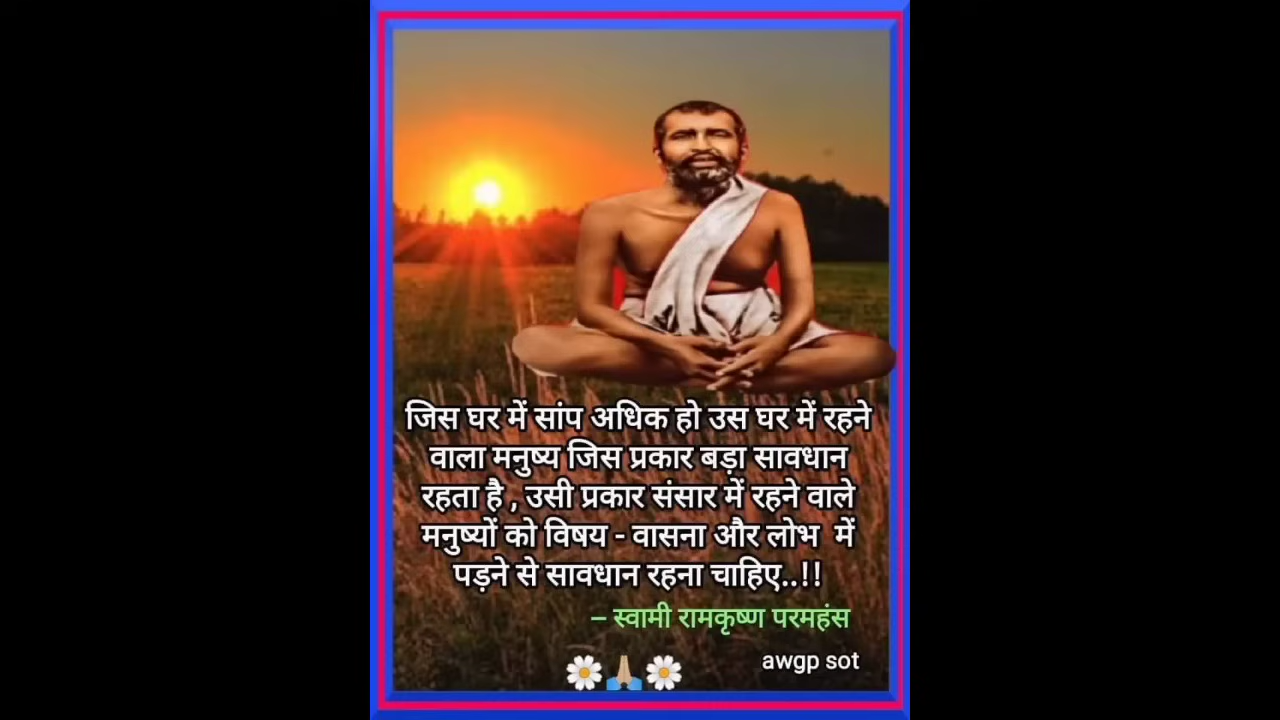 जिस घर में सांप अधिक हो उस घर में रहने
वाला मनुष्य जिस प्रकार बड़ा सावधान
रहता है , उसी प्रकार संसार में रहने वाले
मनुष्यों को विषय - वासना और लोभ में
पड़ने से सावधान रहना चाहिए..!!
– स्वामी रामकृष्ण परमहंस
awgp sot